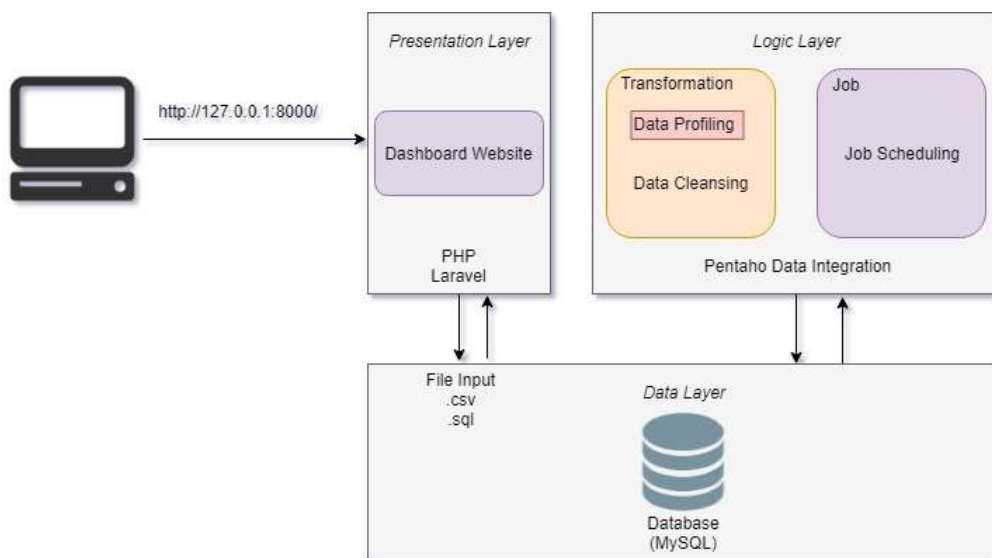 http://127.0.0.1:8000/
Presentation Layer
Dashboard Website
PHP
Laravel
Logic Layer
Transformation
Data Profiling
Data Cleansing
Job
Job Scheduling
Pentaho Data Integration
File Input
.csv
.sql
Data Layer
Database
(MySQL)